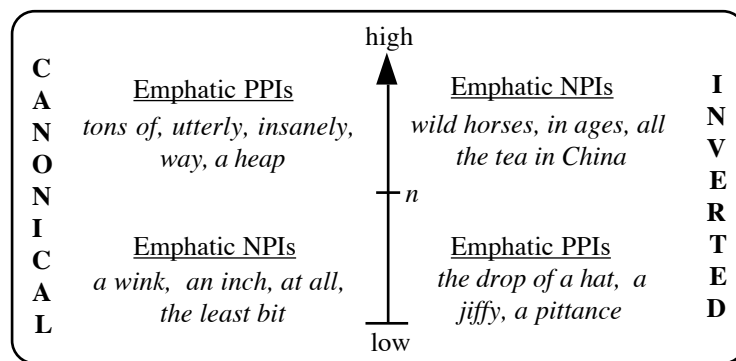 high
CANONICAL
Emphatic PPIs
tons of, utterly, insanely,
way, a heap
Emphatic NPIs
wild horses, in ages, all
the tea in China
INVERTED
n
Emphatic NPIs
a wink, an inch, at all,
the least bit
Emphatic PPIs
the drop of a hat, a
jiffy, a pittance
low